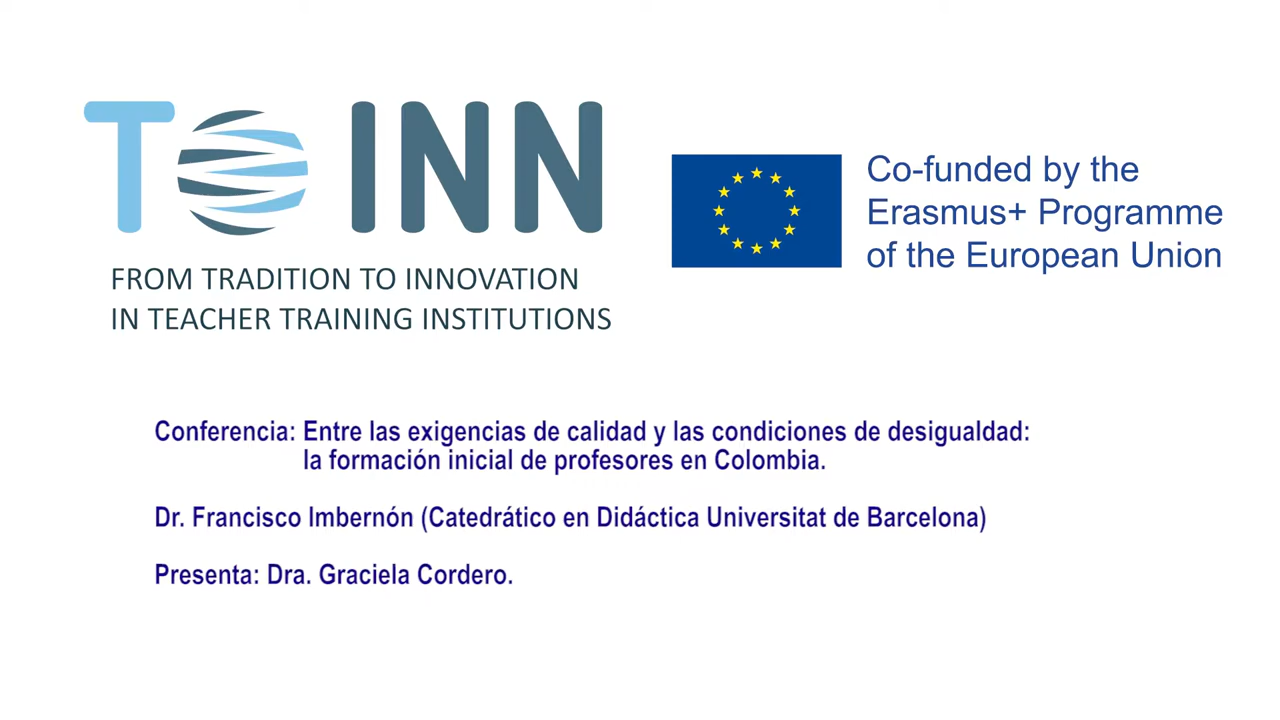 TO INN
FROM TRADITION TO INNOVATION
IN TEACHER TRAINING INSTITUTIONS
Co-funded by the
Erasmus+ Programme
of the European Union
Conferencia: Entre las exigencias de calidad y las condiciones de desigualdad:
la formación inicial de profesores en Colombia.
Dr. Francisco Imbernón (Catedrático en Didáctica Universitat de Barcelona)
Presenta: Dra. Graciela Cordero.